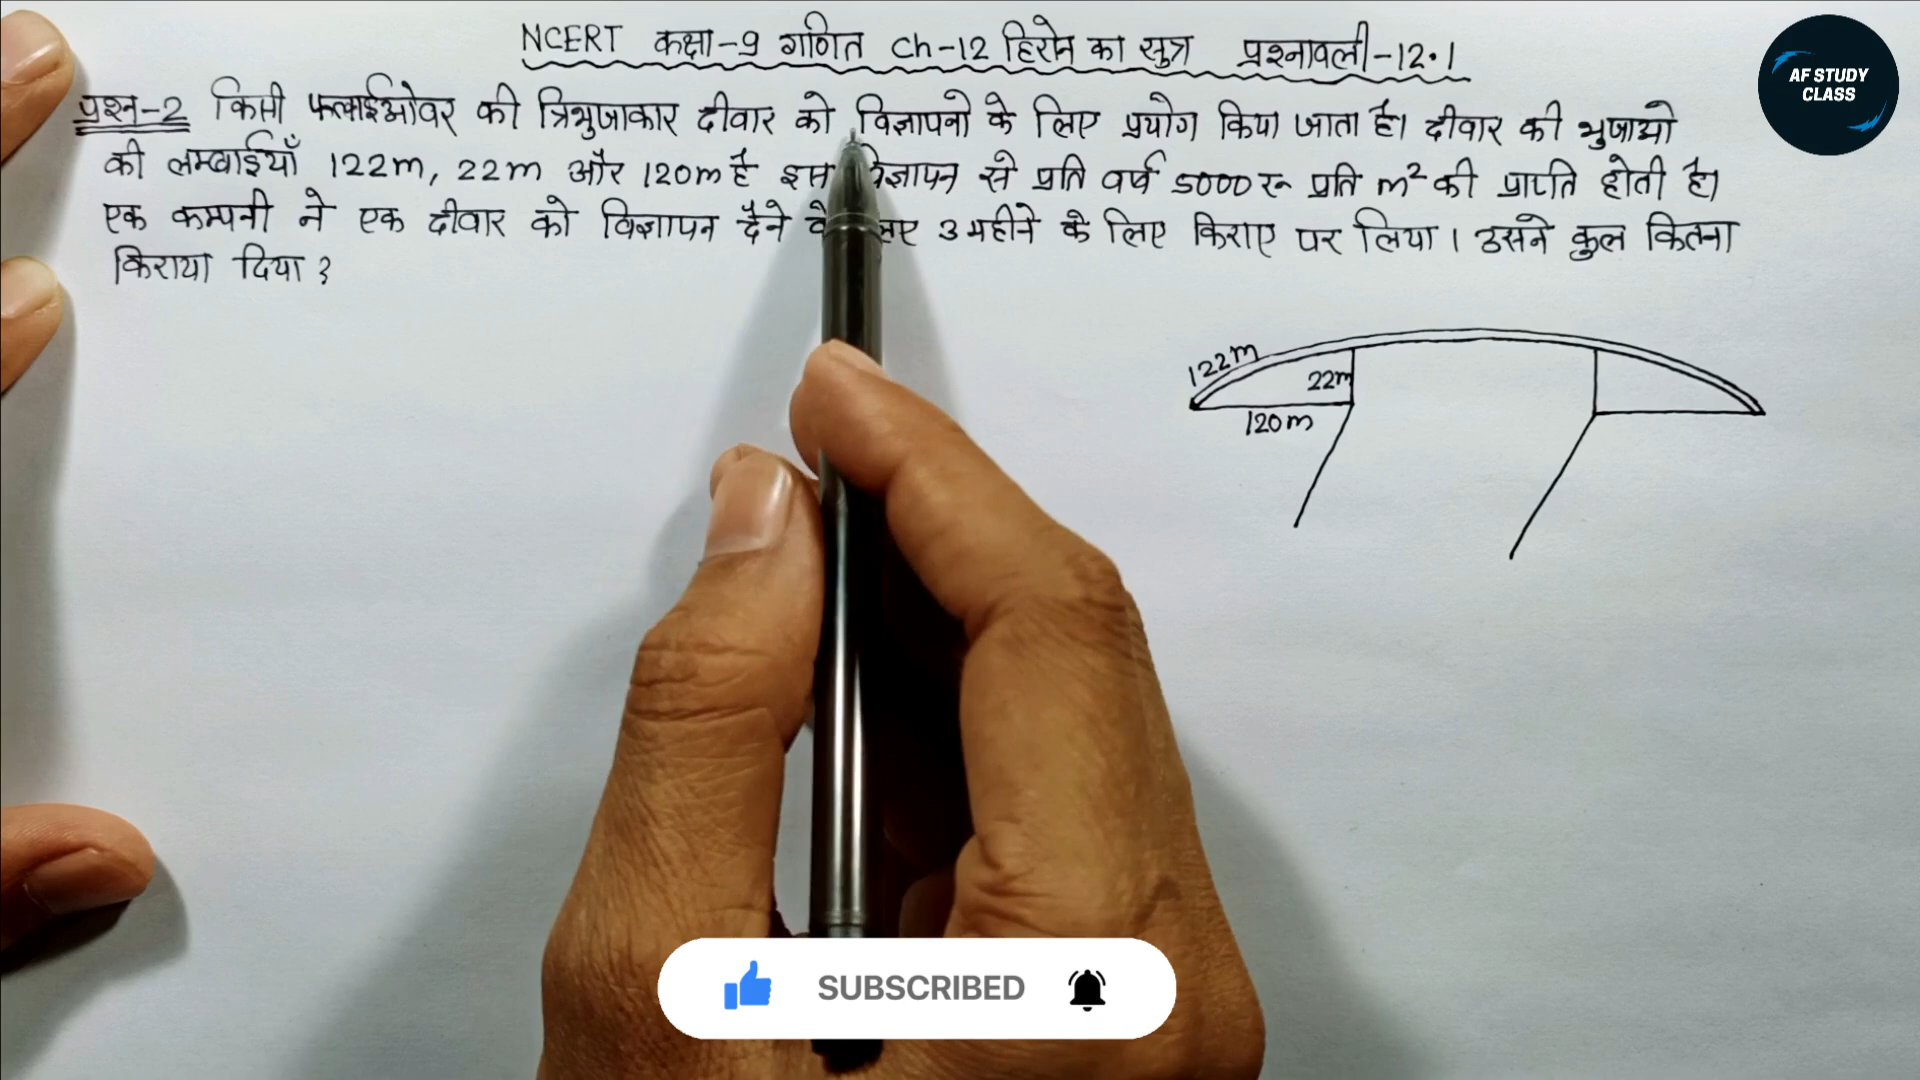 NCERT कक्षा-9 गणित Ch-12 हिरोन का सूत्र प्रश्नावली-12.1
AF STUDY
CLASS
प्रश्न-2 किसी फ्लाईओवर की त्रिभुजाकार दीवार को विज्ञापनो के लिए प्रयोग किया जाता है। दीवार की भुजाओ
की लम्बाईयाँ 122m, 22m और 120m है इस विज्ञापन से प्रति वर्ष 5000 रू प्रति m² की प्राप्ति होती है।
एक कम्पनी ने एक दीवार को विज्ञापन देने 3 महीने के लिए किराए पर लिया। उसने कुल कितना
किराया दिया?
122m
22m
120m
SUBSCRIBED